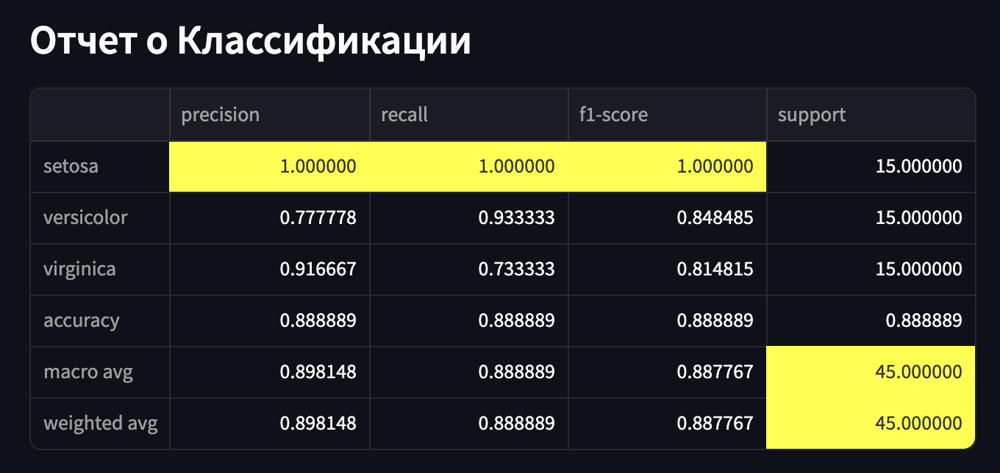 Отчет о Классификации
precision recall f1-score support
setosa 1.000000 1.000000 1.000000 15.000000
versicolor 0.777778 0.933333 0.848485 15.000000
virginica 0.916667 0.733333 0.814815 15.000000
accuracy 0.888889 0.888889 0.888889 0.888889
macro avg 0.898148 0.888889 0.887767 45.000000
weighted avg 0.898148 0.888889 0.887767 45.000000